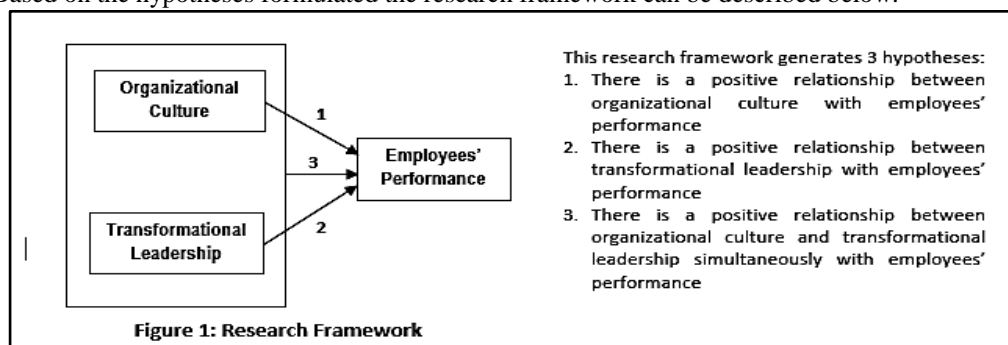 Based on the hypotheses formulated the research framework can be described below:
Organizational
Culture
1
Employees'
Performance
3
Transformational
Leadership
2
Figure 1: Research Framework
This research framework generates 3 hypotheses:
1. There is a positive relationship between
organizational culture with employees'
performance
2. There is a positive relationship between
transformational leadership with employees'
performance
3. There is a positive relationship between
organizational culture and transformational
leadership simultaneously with employees'
performance